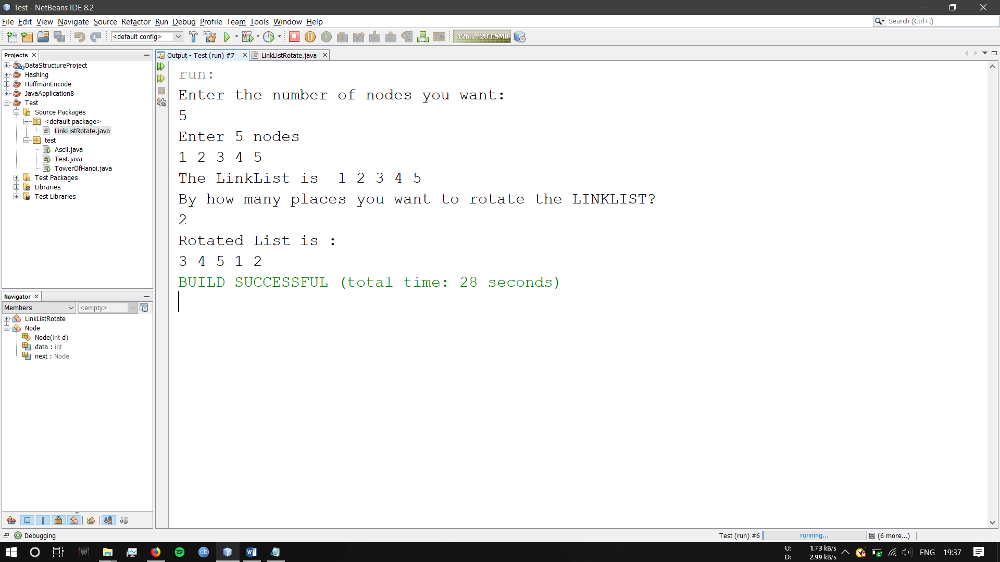 Test - NetBeans IDE 8.2
File Edit View Navigate Source Refactor Run Debug Profile Team Tools Window Help
Search (Ctrl+I)
<default config>
126.2/283.5MB
Projects
Output - Test (run) #7
LinkListRotate.java
DataStructureProject
Hashing
HuffmanEncode
JavaApplication8
Test
Source Packages
<default package>
LinkListRotate.java
test
Ascii.java
Test.java
TowerOfHanoi.java
Test Packages
Libraries
Test Libraries
run:
Enter the number of nodes you want:
5
Enter 5 nodes
1 2 3 4 5
The LinkList is  1 2 3 4 5
By how many places you want to rotate the LINKLIST?
2
Rotated List is :
3 4 5 1 2
BUILD SUCCESSFUL (total time: 28 seconds)
Navigator
Members
<empty>
LinkListRotate
Node
Node(int d)
data : int
next : Node
Debugging
Test (run) #6
running...
(6 more...)
qb
U: 1.73 kB/s
D: 2.99 kB/s
ENG
19:37